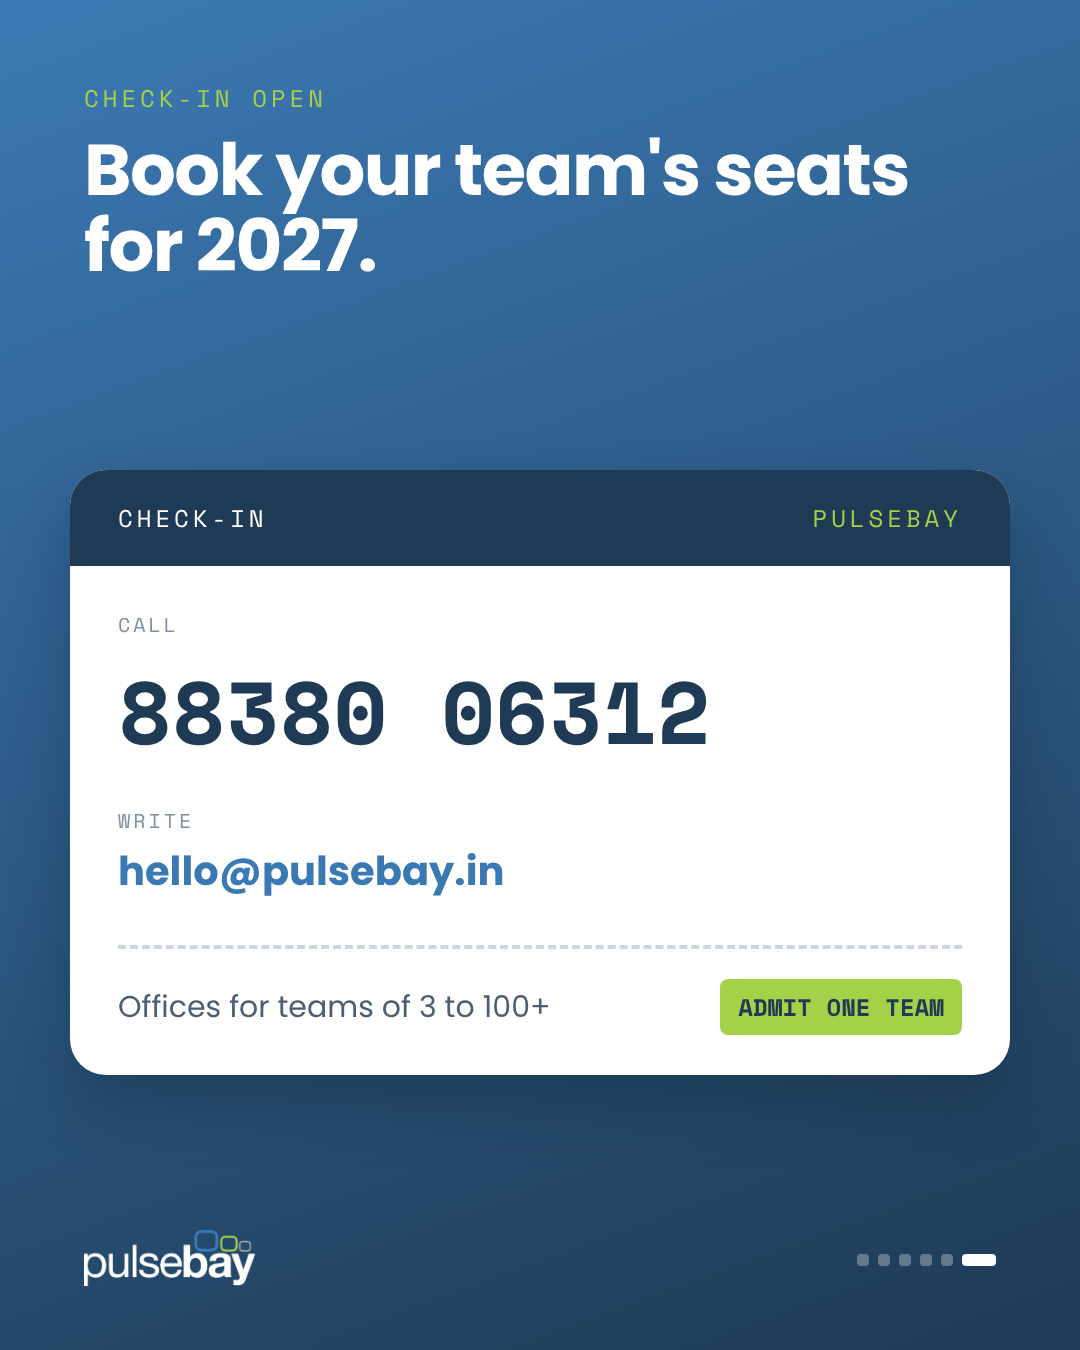 CHECK-IN OPEN
Book your team's seats
for 2027.
CHECK-IN
PULSEBAY
CALL
88380 06312
WRITE
hello@pulsebay.in
Offices for teams of 3 to 100+
ADMIT ONE TEAM
pulsebay